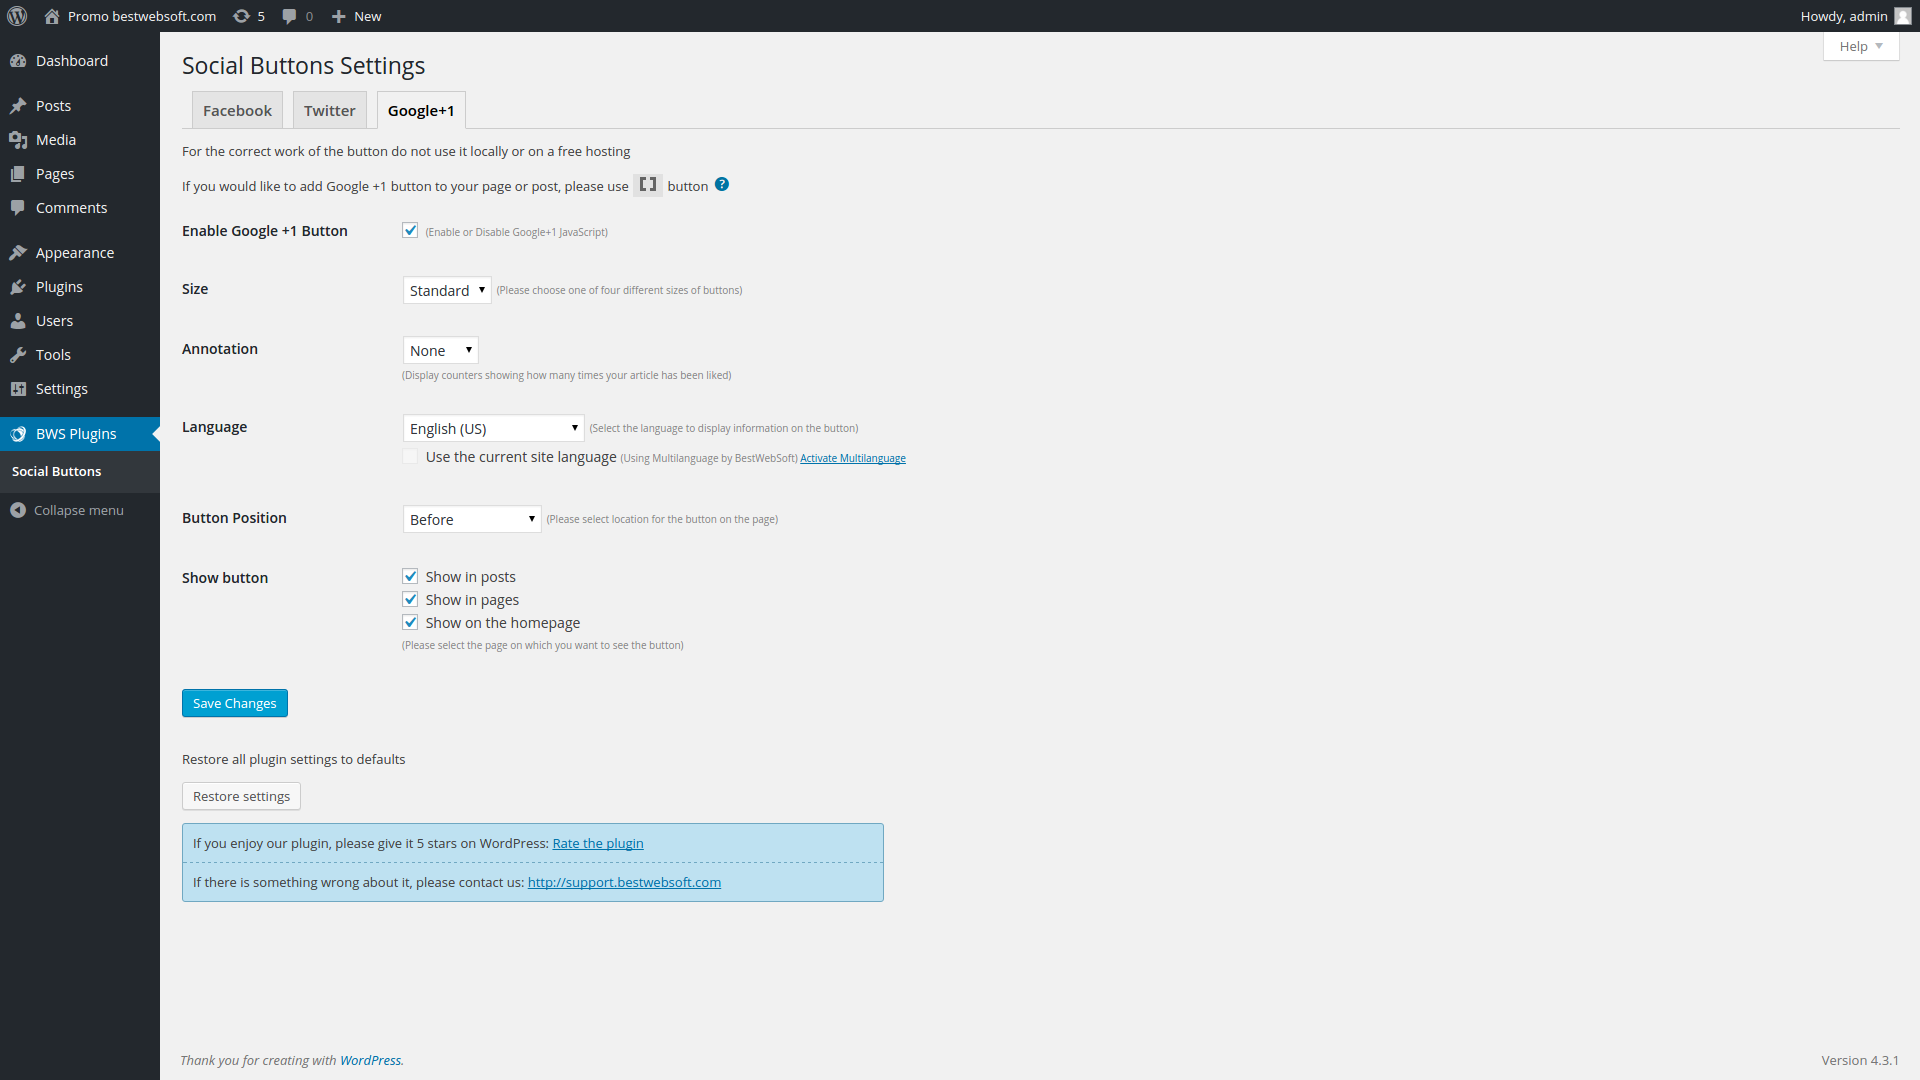 Promo bestwebsoft.com 5 0 New Howdy, admin
Help
Dashboard
Posts
Media
Pages
Comments
Appearance
Plugins
Users
Tools
Settings
BWS Plugins
Social Buttons
Collapse menu
Social Buttons Settings
Facebook Twitter Google+1
For the correct work of the button do not use it locally or on a free hosting
If you would like to add Google +1 button to your page or post, please use [] button ?
Enable Google +1 Button (Enable or Disable Google+1 JavaScript)
Size Standard (Please choose one of four different sizes of buttons)
Annotation None
(Display counters showing how many times your article has been liked)
Language English (US) (Select the language to display information on the button)
Use the current site language (Using Multilanguage by BestWebSoft) Activate Multilanguage
Button Position Before (Please select location for the button on the page)
Show button Show in posts
Show in pages
Show on the homepage
(Please select the page on which you want to see the button)
Save Changes
Restore all plugin settings to defaults
Restore settings
If you enjoy our plugin, please give it 5 stars on WordPress: Rate the plugin
If there is something wrong about it, please contact us: http://support.bestwebsoft.com
Thank you for creating with WordPress. Version 4.3.1